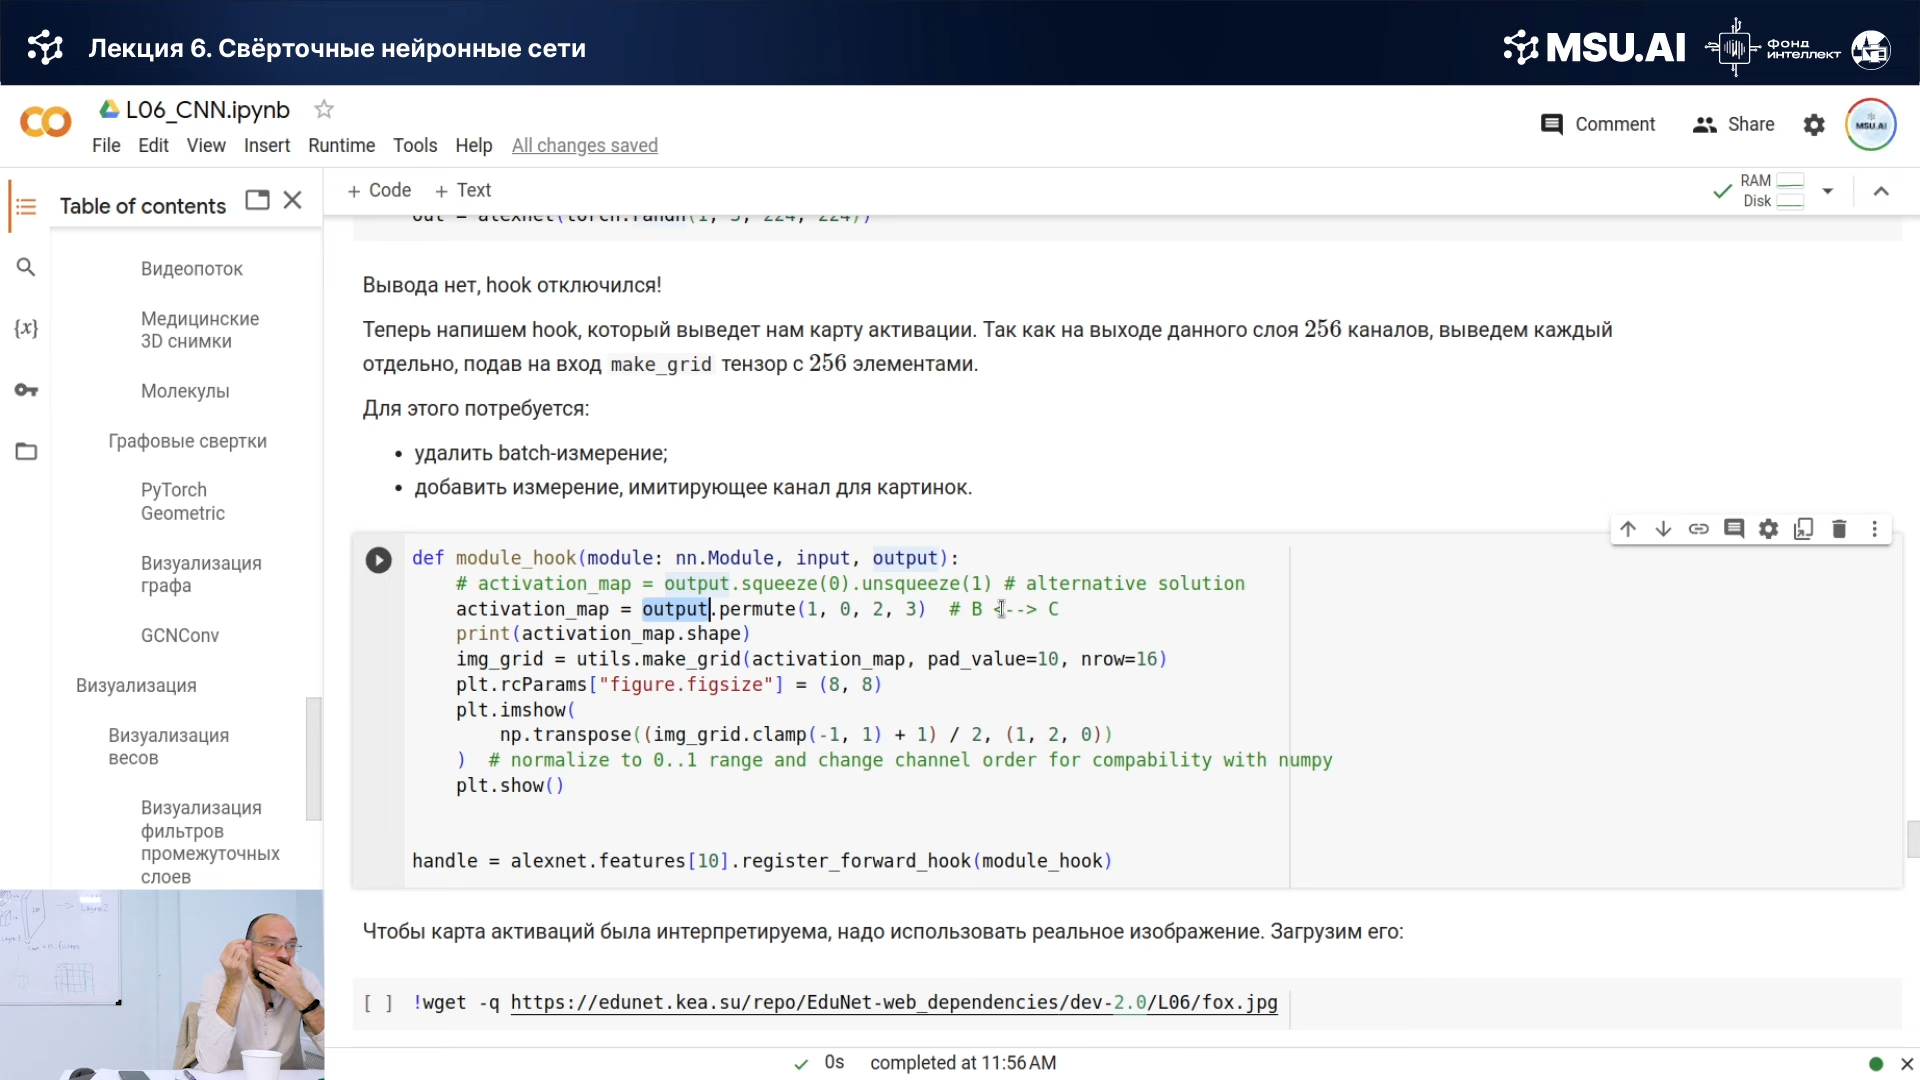 Лекция 6. Свёрточные нейронные сети
MSU.AI
ФОНД
ИНТЕЛЛЕКТ
L06_CNN.ipynb
Comment
Share
MSU.AI
File Edit View Insert Runtime Tools Help All changes saved
Table of contents
+ Code + Text
RAM
Disk
Видеопоток
Медицинские
3D снимки
Молекулы
Графовые свертки
PyTorch
Geometric
Визуализация
графа
GCNConv
Визуализация
Визуализация
весов
Визуализация
фильтров
промежуточных
слоев
{x}
out = alexnet(torch.randn(1, 3, 224, 224))
Вывода нет, hook отключился!
Теперь напишем hook, который выведет нам карту активации. Так как на выходе данного слоя 256 каналов, выведем каждый
отдельно, подав на вход make_grid тензор с 256 элементами.
Для этого потребуется:
• удалить batch-измерение;
• добавить измерение, имитирующее канал для картинок.
def module_hook(module: nn.Module, input, output):
# activation_map = output.squeeze(0).unsqueeze(1) # alternative solution
activation_map = output.permute(1, 0, 2, 3) # B <--> C
print(activation_map.shape)
img_grid = utils.make_grid(activation_map, pad_value=10, nrow=16)
plt.rcParams["figure.figsize"] = (8, 8)
plt.imshow(
np.transpose((img_grid.clamp(-1, 1) + 1) / 2, (1, 2, 0))
) # normalize to 0..1 range and change channel order for compability with numpy
plt.show()
handle = alexnet.features[10].register_forward_hook(module_hook)
Чтобы карта активаций была интерпретируема, надо использовать реальное изображение. Загрузим его:
[ ] !wget -q https://edunet.kea.su/repo/EduNet-web_dependencies/dev-2.0/L06/fox.jpg
0s completed at 11:56 AM